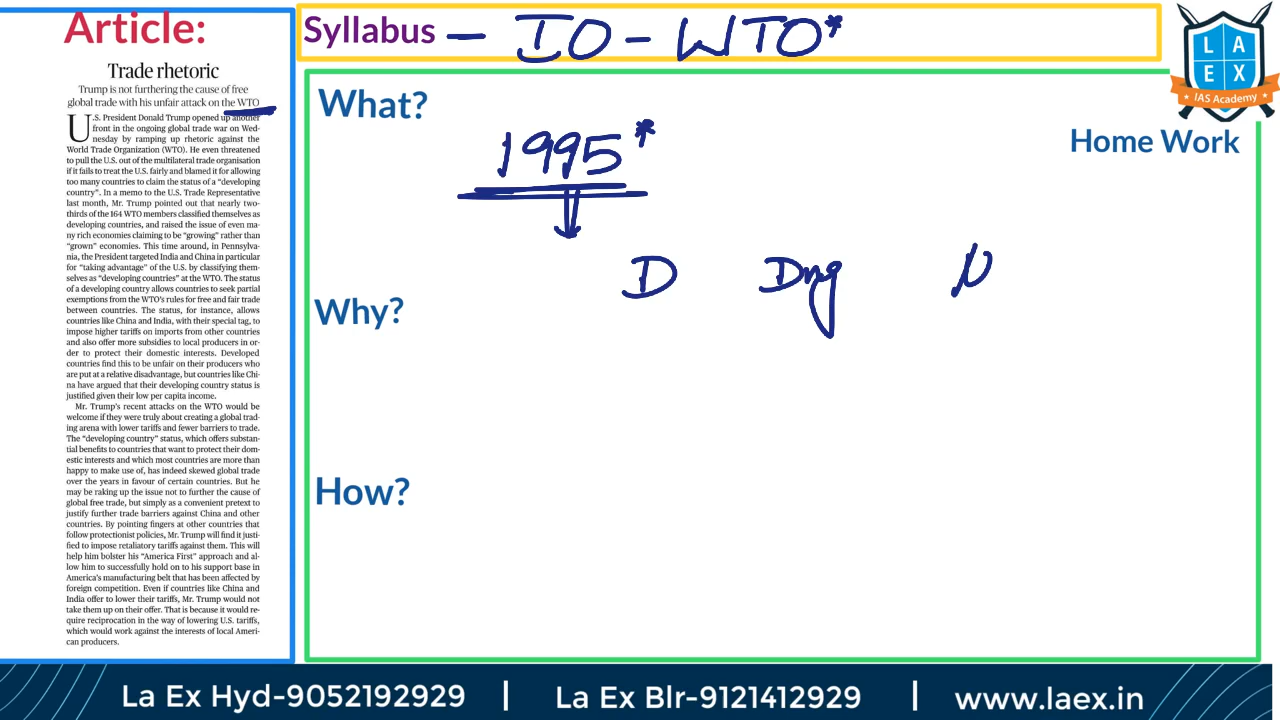 Article:
Trade rhetoric
Trump is not furthering the cause of free
global trade with his unfair attack on the WTO
U.S. President Donald Trump opened up another
front in the ongoing global trade war on Wed-
nesday by ramping up rhetoric against the
World Trade Organization (WTO). He even threatened
to pull the U.S. out of the multilateral trade organisation
if it fails to treat the U.S. fairly and blamed it for allowing
too many countries to claim the status of a “developing
country”. In a memo to the U.S. Trade Representative
last month, Mr. Trump pointed out that nearly two-
thirds of the 164 WTO members classified themselves as
developing countries, and raised the issue of even ma-
ny rich economies claiming to be “growing” rather than
“grown” economies. This time around, in Pennsylva-
nia, the President targeted India and China in particular
for “taking advantage” of the U.S. by classifying them-
selves as “developing countries” at the WTO. The status
of a developing country allows countries to seek partial
exemptions from the WTO’s rules for free and fair trade
between countries. The status, for instance, allows
countries like China and India, with their special tag, to
impose higher tariffs on imports from other countries
and also offer more subsidies to local producers in or-
der to protect their domestic interests. Developed
countries find this to be unfair on their producers who
are put at a relative disadvantage, but countries like Chi-
na have argued that their developing country status is
justified given their low per capita income.
Mr. Trump’s recent attacks on the WTO would be
welcome if they were truly about creating a global trad-
ing arena with lower tariffs and fewer barriers to trade.
The “developing country” status, which offers substan-
tial benefits to countries that want to protect their dom-
estic interests and which most countries are more than
happy to make use of, has indeed skewed global trade
over the years in favour of certain countries. But he
may be raking up the issue not to further the cause of
global free trade, but simply as a convenient pretext to
justify further trade barriers against China and other
countries. By pointing fingers at other countries that
follow protectionist policies, Mr. Trump will find it justi-
fied to impose retaliatory tariffs against them. This will
help him bolster his “America First” approach and al-
low him to successfully hold on to his support base in
America’s manufacturing belt that has been affected by
foreign competition. Even if countries like China and
India offer to lower their tariffs, Mr. Trump would not
take them up on their offer. That is because it would re-
quire reciprocation in the way of lowering U.S. tariffs,
which would work against the interests of local Ameri-
can producers.
Syllabus – IO – WTO*
What?
1995*
Home Work
D Dng
Why?
How?
LA
EX
IAS Academy
La Ex Hyd-9052192929 | La Ex Blr-9121412929 | www.laex.in